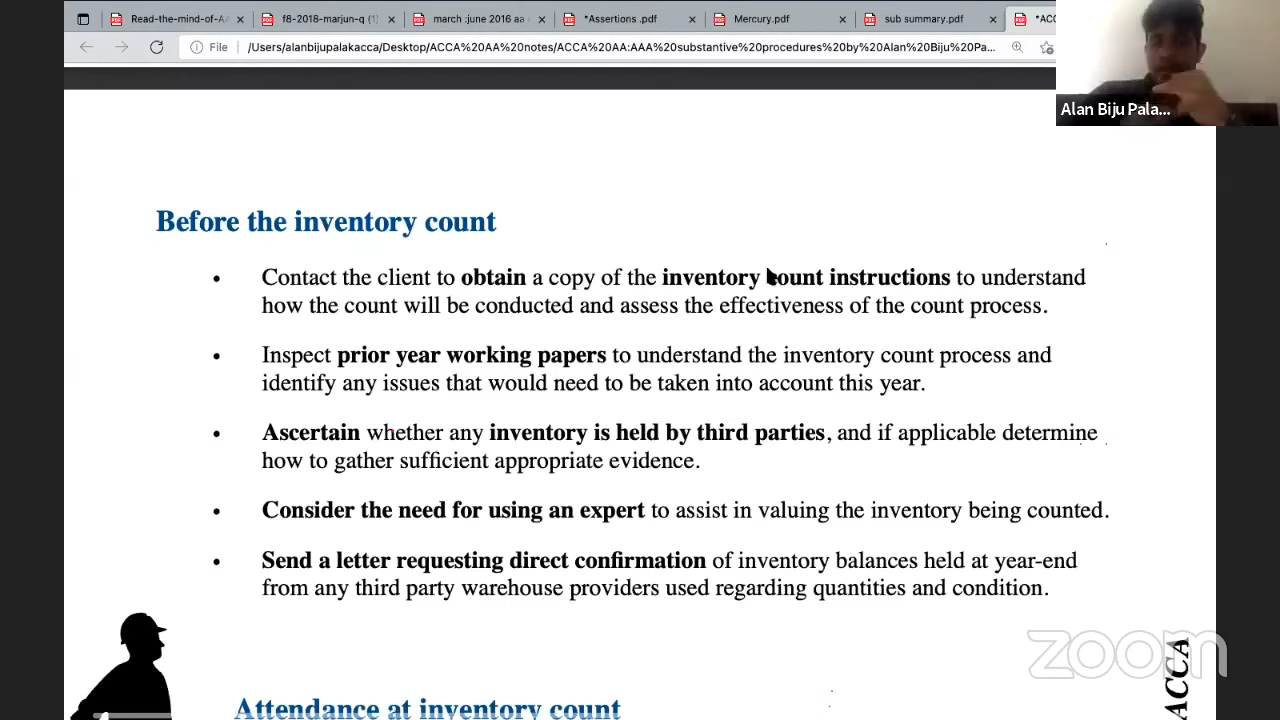 Read-the-mind-of-AA
f8-2018-marjun-q (1)
march :june 2016 aa
*Assertions .pdf
Mercury.pdf
sub summary.pdf
*ACC
File
/Users/alanbijupalakacca/Desktop/ACCA%20AA%20notes/ACCA%20AA:AAA%20substantive%20procedures%20by%20Alan%20Biju%20Pa...
Alan Biju Pala...
Before the inventory count
• Contact the client to obtain a copy of the inventory count instructions to understand
how the count will be conducted and assess the effectiveness of the count process.
• Inspect prior year working papers to understand the inventory count process and
identify any issues that would need to be taken into account this year.
• Ascertain whether any inventory is held by third parties, and if applicable determine
how to gather sufficient appropriate evidence.
• Consider the need for using an expert to assist in valuing the inventory being counted.
• Send a letter requesting direct confirmation of inventory balances held at year-end
from any third party warehouse providers used regarding quantities and condition.
zoom
ACCA
Attendance at inventory count